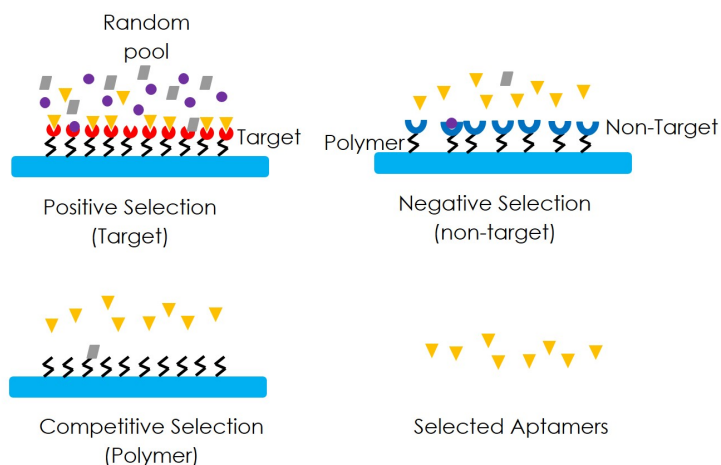 Random
pool
Target
Positive Selection
(Target)
Polymer
Non-Target
Negative Selection
(non-target)
Competitive Selection
(Polymer)
Selected Aptamers